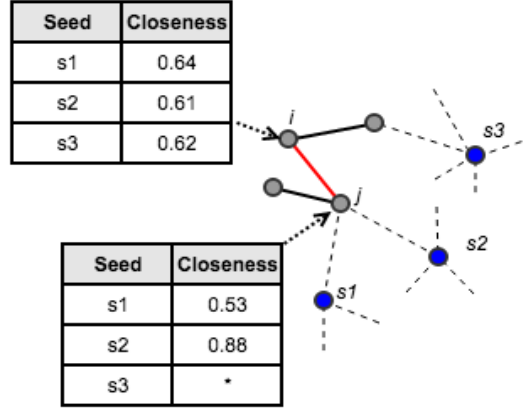 Seed Closeness
s1 0.64
s2 0.61
s3 0.62
i
s3
j
s2
s1
Seed Closeness
s1 0.53
s2 0.88
s3 *